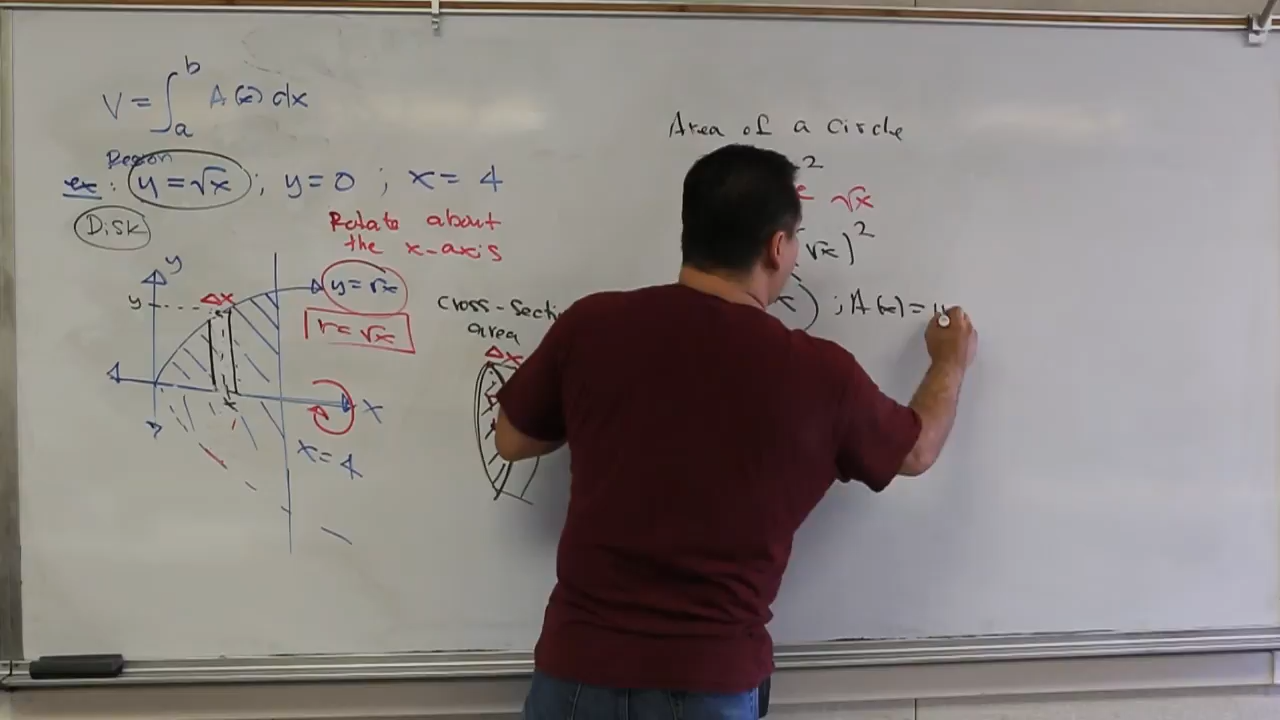 V = ∫_a^b A(x) dx
Region
ex: y = √x ; y = 0 ; x = 4
Disk
Rotate about
the x-axis
y
y
Δx
y = √x
r = √x
x
x
x = 4
Cross-secti
area
Δx
Area of a circle
2
√x
√x)²
) ; A(x) =